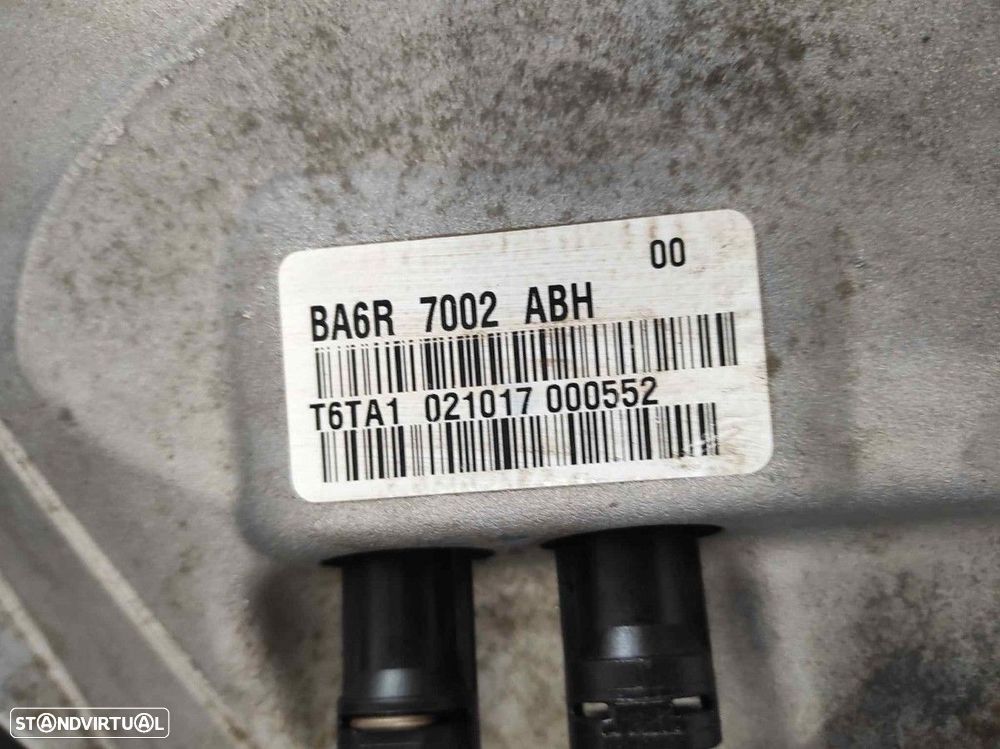 00
BA6R 7002 ABH
T6TA1 021017 000552
STANDVIRTUAL